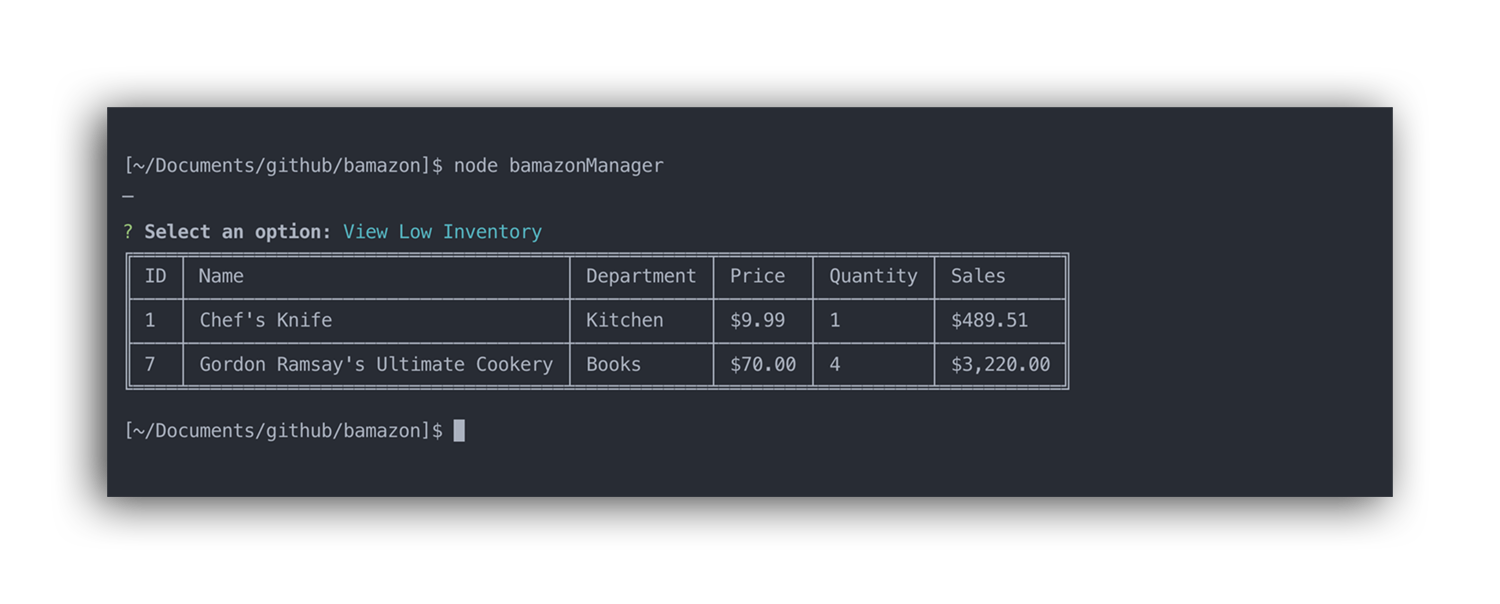 [~/Documents/github/bamazon]$ node bamazonManager
_
? Select an option: View Low Inventory
ID Name Department Price Quantity Sales
1 Chef's Knife Kitchen $9.99 1 $489.51
7 Gordon Ramsay's Ultimate Cookery Books $70.00 4 $3,220.00
[~/Documents/github/bamazon]$